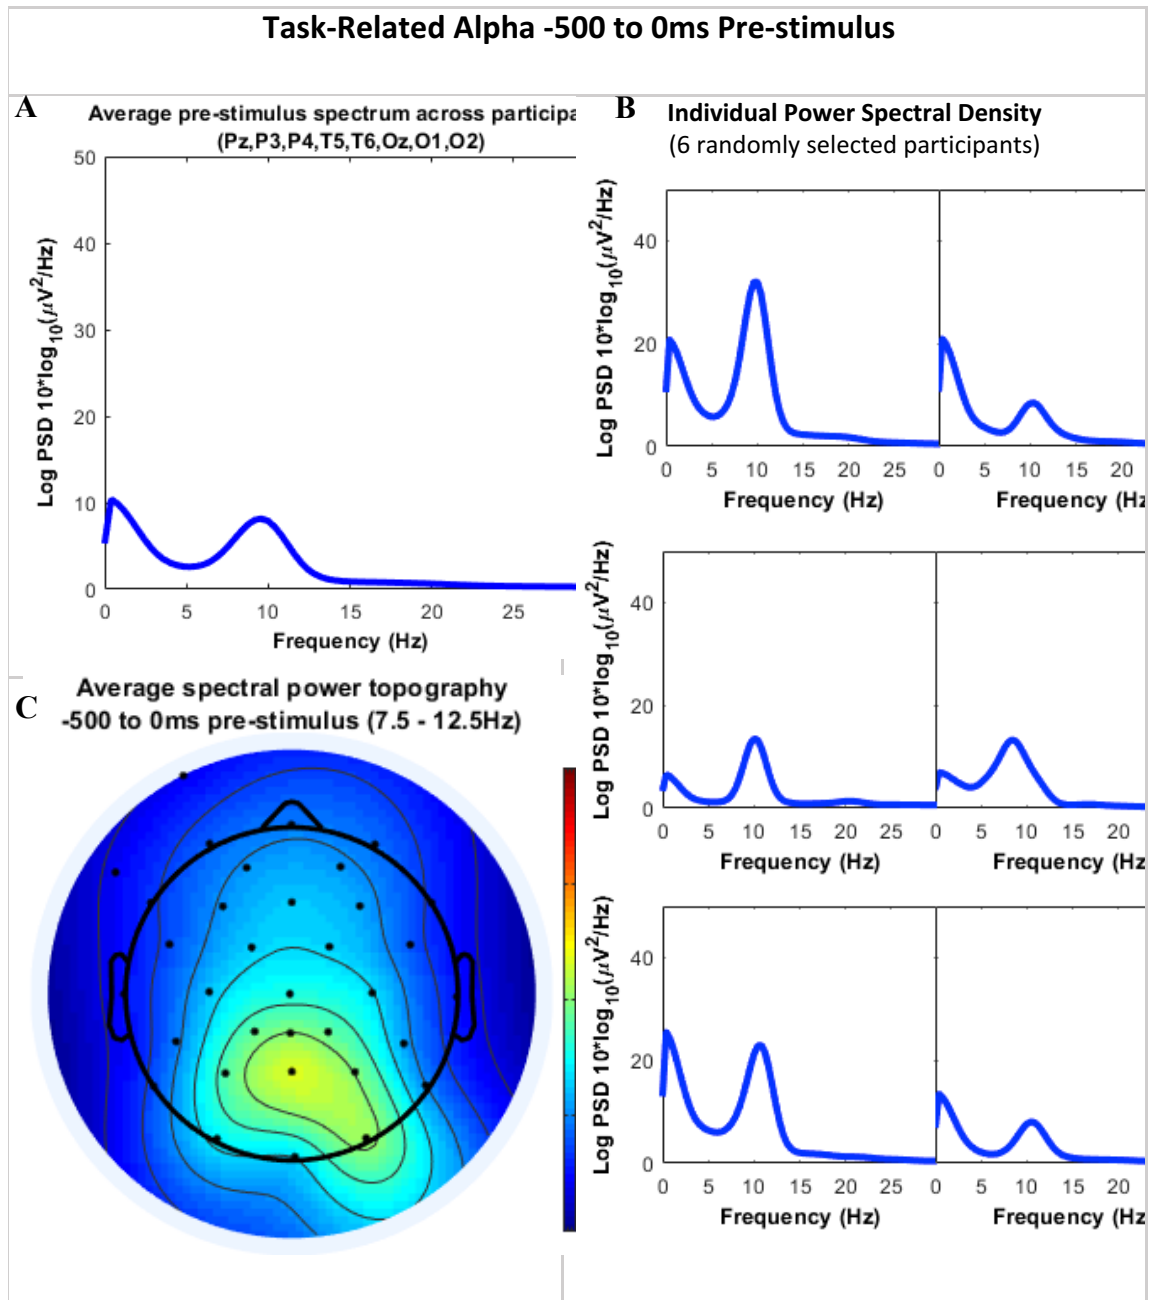 Task-Related Alpha -500 to 0ms Pre-stimulus
A
Average pre-stimulus spectrum across participa
(Pz,P3,P4,T5,T6,Oz,O1,O2)
Log PSD 10*log10(μV²/Hz)
50
40
30
20
10
0
0 5 10 15 20 25
Frequency (Hz)
B
Individual Power Spectral Density
(6 randomly selected participants)
Log PSD 10*log10(μV²/Hz)
40
20
0
0 5 10 15 20 25 0 5 10 15 20
Frequency (Hz) Frequency (Hz
Log PSD 10*log10(μV²/Hz)
40
20
0
0 5 10 15 20 25 0 5 10 15 20
Frequency (Hz) Frequency (Hz
Log PSD 10*log10(μV²/Hz)
40
20
0
0 5 10 15 20 25 0 5 10 15 20
Frequency (Hz) Frequency (Hz
C
Average spectral power topography
-500 to 0ms pre-stimulus (7.5 - 12.5Hz)